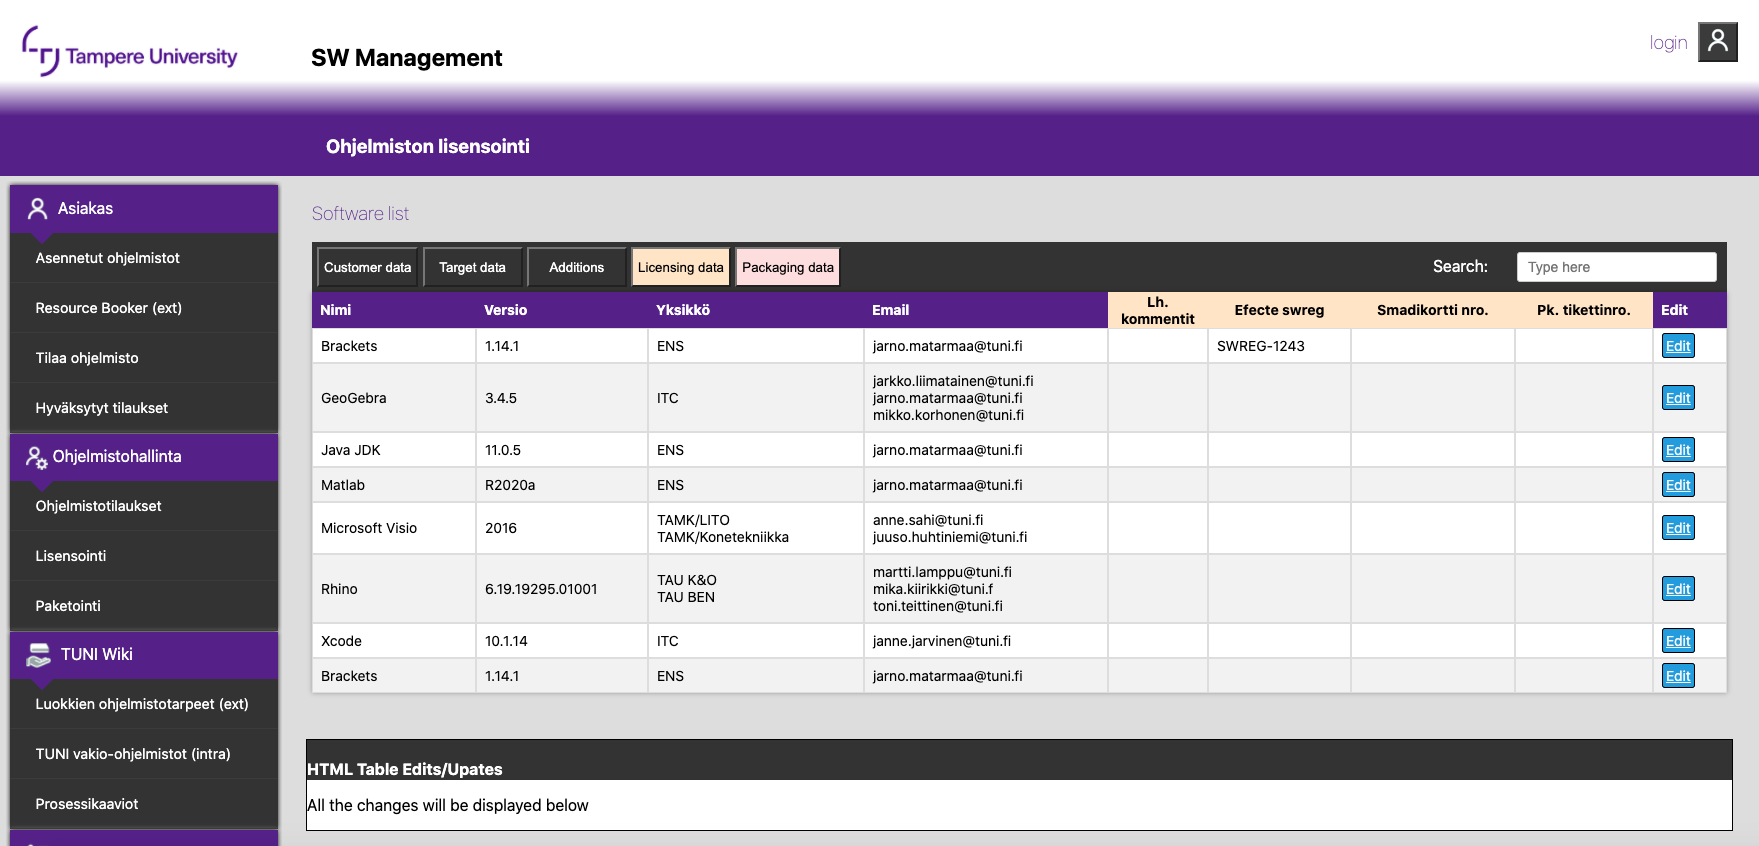 Tampere University
SW Management
login
Ohjelmiston lisensointi
Asiakas
Asennetut ohjelmistot
Resource Booker (ext)
Tilaa ohjelmisto
Hyväksytyt tilaukset
Ohjelmistohallinta
Ohjelmistotilaukset
Lisensointi
Paketointi
TUNI Wiki
Luokkien ohjelmistotarpeet (ext)
TUNI vakio-ohjelmistot (intra)
Prosessikaaviot
Software list
Customer data Target data Additions Licensing data Packaging data Search: Type here
Nimi Versio Yksikkö Email Lh. kommentit Efecte swreg Smadikortti nro. Pk. tikettinro. Edit
Brackets 1.14.1 ENS jarno.matarmaa@tuni.fi SWREG-1243 Edit
GeoGebra 3.4.5 ITC jarkko.liimatainen@tuni.fi jarno.matarmaa@tuni.fi mikko.korhonen@tuni.fi Edit
Java JDK 11.0.5 ENS jarno.matarmaa@tuni.fi Edit
Matlab R2020a ENS jarno.matarmaa@tuni.fi Edit
Microsoft Visio 2016 TAMK/LITO TAMK/Konetekniikka anne.sahi@tuni.fi juuso.huhtiniemi@tuni.fi Edit
Rhino 6.19.19295.01001 TAU K&O TAU BEN martti.lamppu@tuni.fi mika.kiirikki@tuni.f toni.teittinen@tuni.fi Edit
Xcode 10.1.14 ITC janne.jarvinen@tuni.fi Edit
Brackets 1.14.1 ENS jarno.matarmaa@tuni.fi Edit
HTML Table Edits/Upates
All the changes will be displayed below